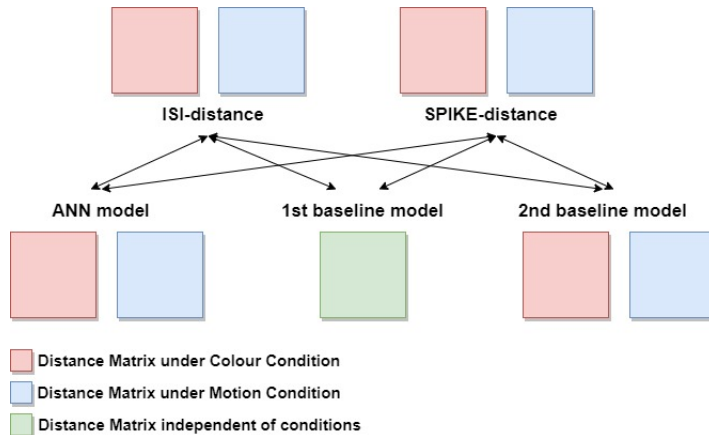 ISI-distance
SPIKE-distance
ANN model
1st baseline model
2nd baseline model
Distance Matrix under Colour Condition
Distance Matrix under Motion Condition
Distance Matrix independent of conditions